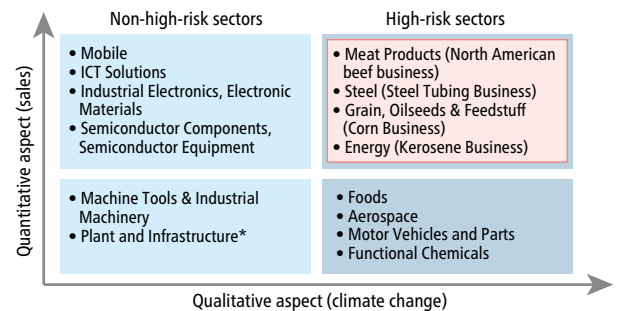 Non-high-risk sectors
High-risk sectors
Quantitative aspect (sales)
• Mobile
• ICT Solutions
• Industrial Electronics, Electronic
Materials
• Semiconductor Components,
Semiconductor Equipment
• Meat Products (North American
beef business)
• Steel (Steel Tubing Business)
• Grain, Oilseeds & Feedstuff
(Corn Business)
• Energy (Kerosene Business)
• Machine Tools & Industrial
Machinery
• Plant and Infrastructure*
• Foods
• Aerospace
• Motor Vehicles and Parts
• Functional Chemicals
Qualitative aspect (climate change)